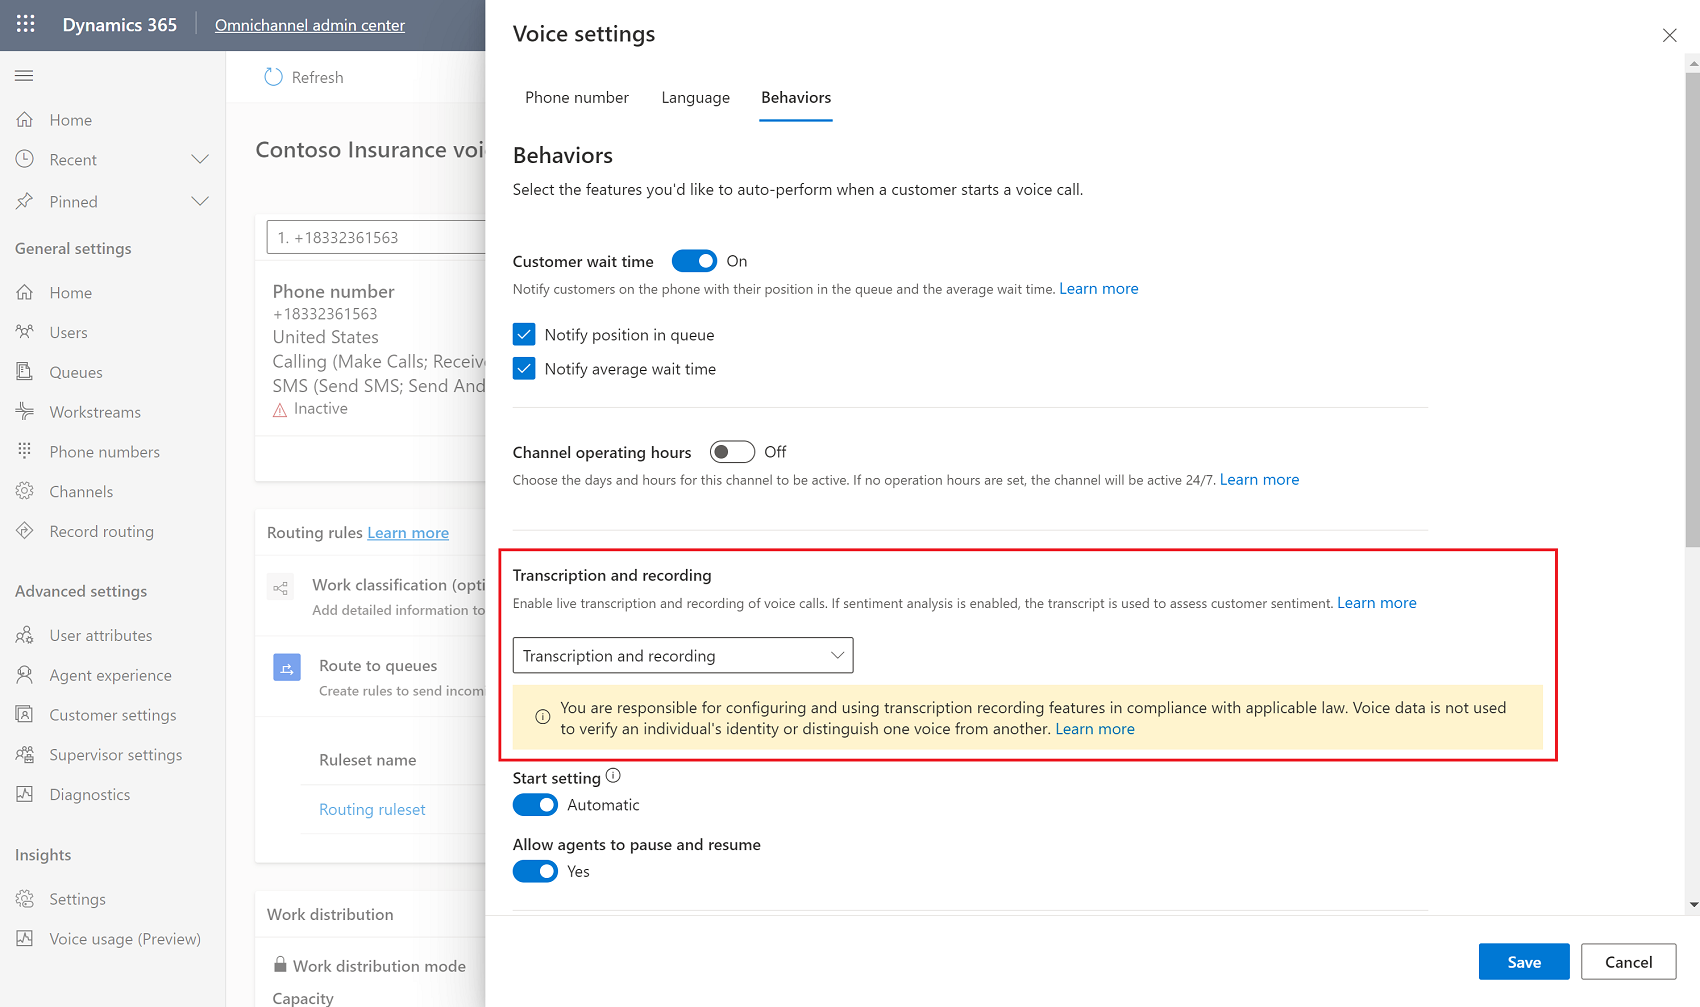 Dynamics 365
Omnichannel admin center
Home
Recent
Pinned
General settings
Home
Users
Queues
Workstreams
Phone numbers
Channels
Record routing
Advanced settings
User attributes
Agent experience
Customer settings
Supervisor settings
Diagnostics
Insights
Settings
Voice usage (Preview)
Refresh
Contoso Insurance voi
1. +18332361563
Phone number
+18332361563
United States
Calling (Make Calls; Receive
SMS (Send SMS; Send And
Inactive
Routing rules Learn more
Work classification (opti
Add detailed information to
Route to queues
Create rules to send incom
Ruleset name
Routing ruleset
Work distribution
Work distribution mode
Capacity
Voice settings
Phone number
Language
Behaviors
Behaviors
Select the features you'd like to auto-perform when a customer starts a voice call.
Customer wait time On
Notify customers on the phone with their position in the queue and the average wait time. Learn more
Notify position in queue
Notify average wait time
Channel operating hours Off
Choose the days and hours for this channel to be active. If no operation hours are set, the channel will be active 24/7. Learn more
Transcription and recording
Enable live transcription and recording of voice calls. If sentiment analysis is enabled, the transcript is used to assess customer sentiment. Learn more
Transcription and recording
You are responsible for configuring and using transcription recording features in compliance with applicable law. Voice data is not used
to verify an individual's identity or distinguish one voice from another. Learn more
Start setting
Automatic
Allow agents to pause and resume
Yes
Save
Cancel